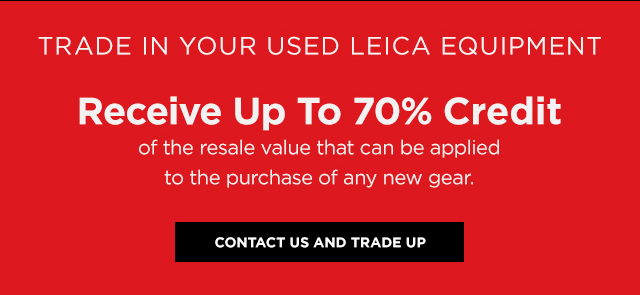 TRADE IN YOUR USED LEICA EQUIPMENT
Receive Up To 70% Credit
of the resale value that can be applied
to the purchase of any new gear.
CONTACT US AND TRADE UP